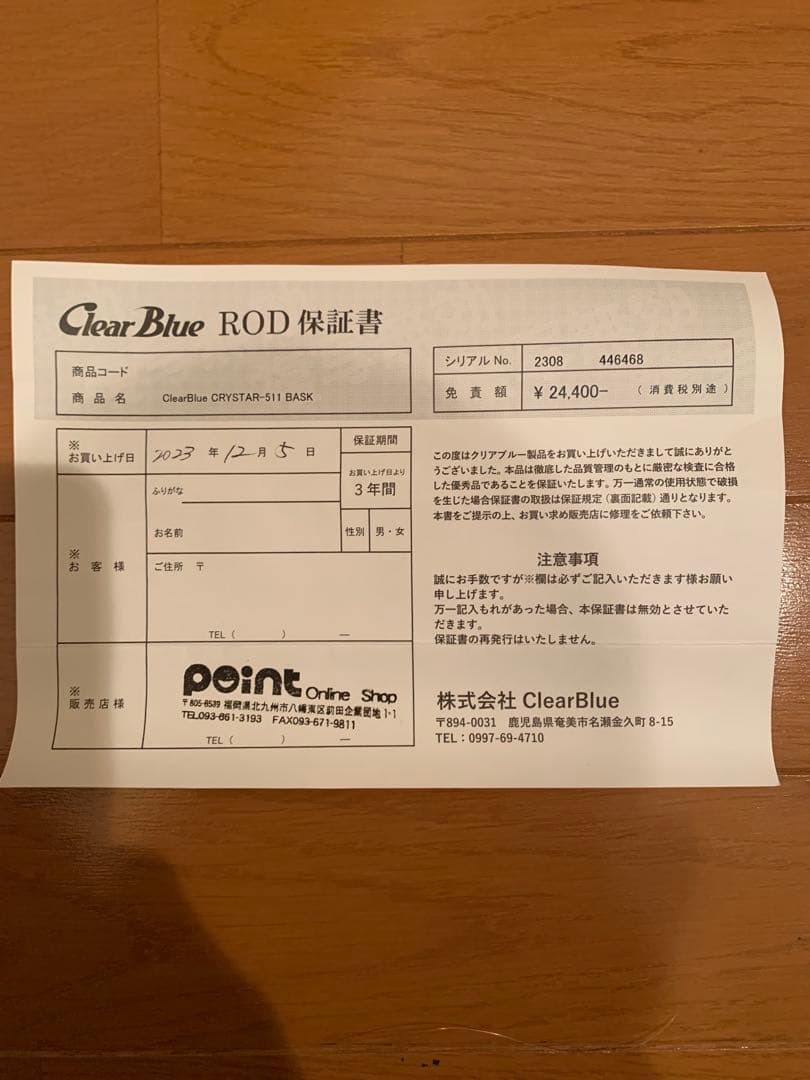 Clear Blue ROD 保証書
商品コード
商品名 ClearBlue CRYSTAR-511 BASK
シリアル No. 2308 446468
免責額 ¥ 24,400- (消費税別途)
※
お買い上げ日 2023 年 12 月 5 日
保証期間
お買い上げ日より
3年間
※
お客様
ふりがな
お名前
性別 男・女
ご住所 〒
TEL ( ) —
※
販売店様
point Online Shop
〒805-8539 福岡県北九州市八幡東区前田企業団地1-1
TEL093-661-3193 FAX093-671-9811
TEL ( ) —
この度はクリアブルー製品をお買い上げいただきまして誠にありがと
うございました。本品は徹底した品質管理のもとに厳密な検査に合格
した優秀品であることを保証いたします。万一通常の使用状態で破損
を生じた場合保証書の取扱は保証規定（裏面記載）通りとなります。
本書をご提示の上、お買い求め販売店に修理をご依頼下さい。
注意事項
誠にお手数ですが※欄は必ずご記入いただきます様お願い
申し上げます。
万一記入もれがあった場合、本保証書は無効とさせていた
だきます。
保証書の再発行はいたしません。
株式会社 ClearBlue
〒894-0031 鹿児島県奄美市名瀬金久町 8-15
TEL：0997-69-4710